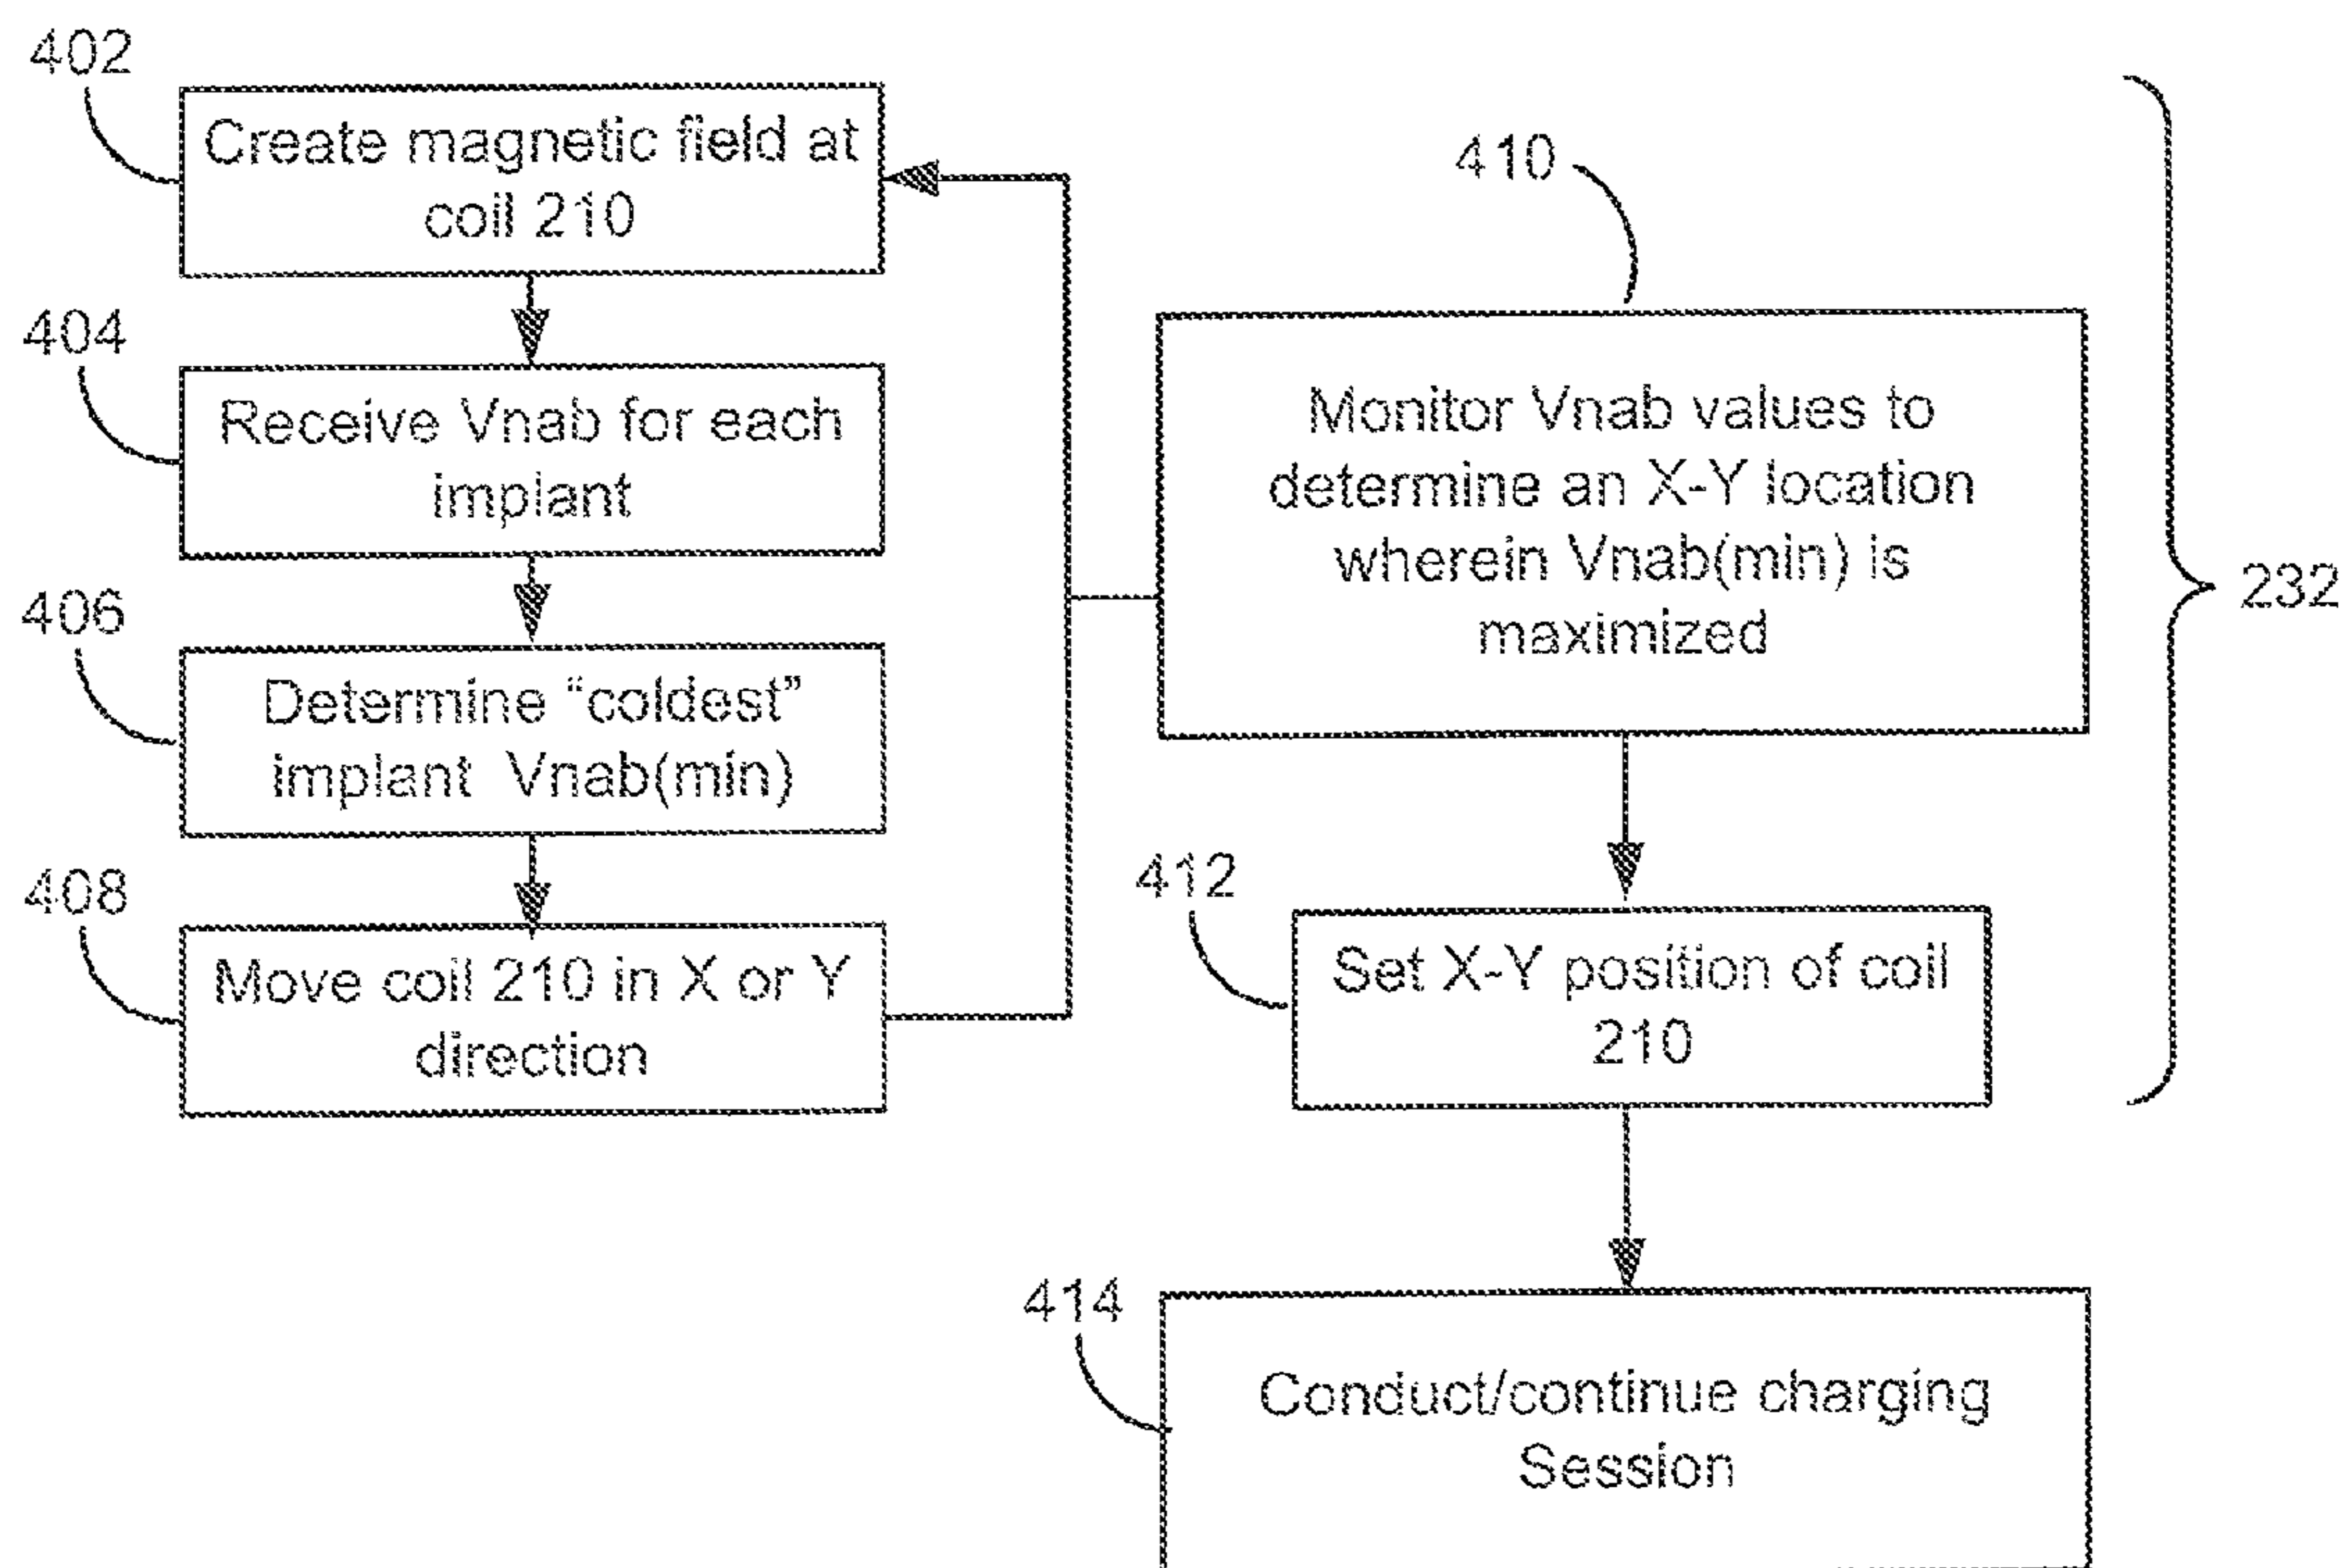 402
Create magnetic field at
coil 210
404
Receive Vnab for each
implant
406
Determine “coldest”
implant Vnab(min)
408
Move coil 210 in X or Y
direction
410
Monitor Vnab values to
determine an X-Y location
wherein Vnab(min) is
maximized
232
412
Set X-Y position of coil
210
414
Conduct/continue charging
Session